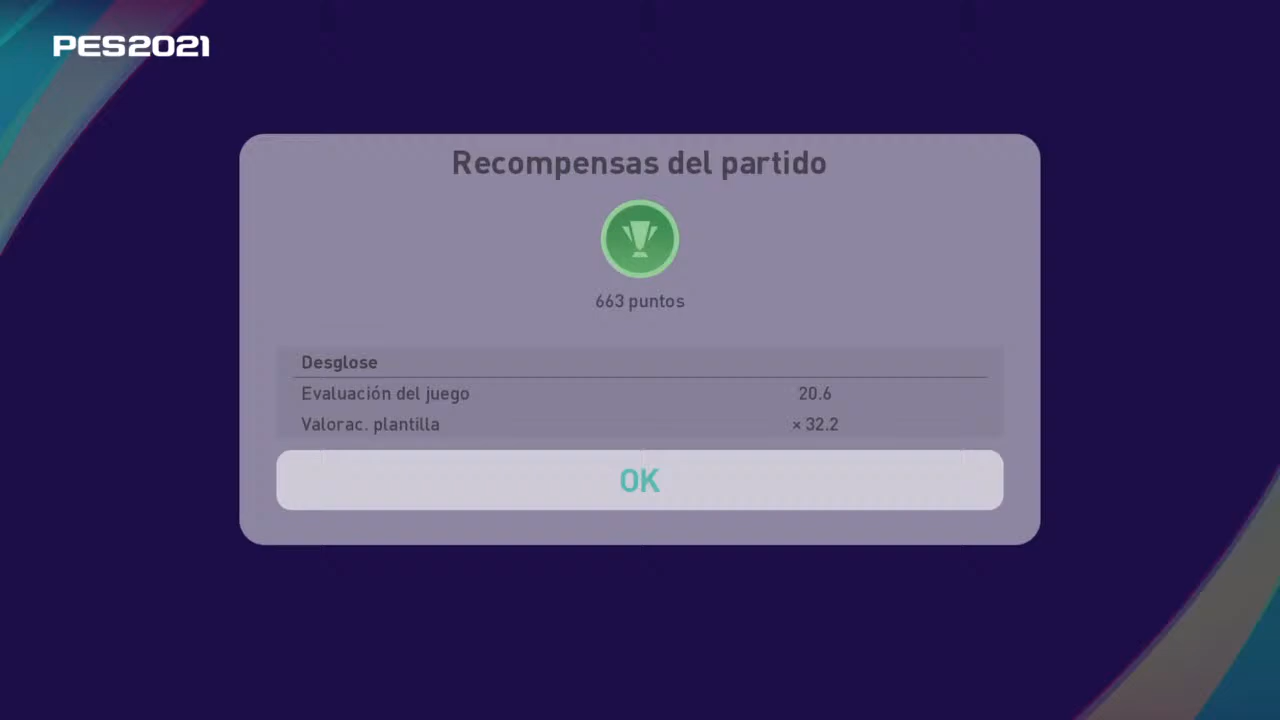 PES2021
Recompensas del partido
663 puntos
Desglose
Evaluación del juego 20.6
Valorac. plantilla × 32.2
OK